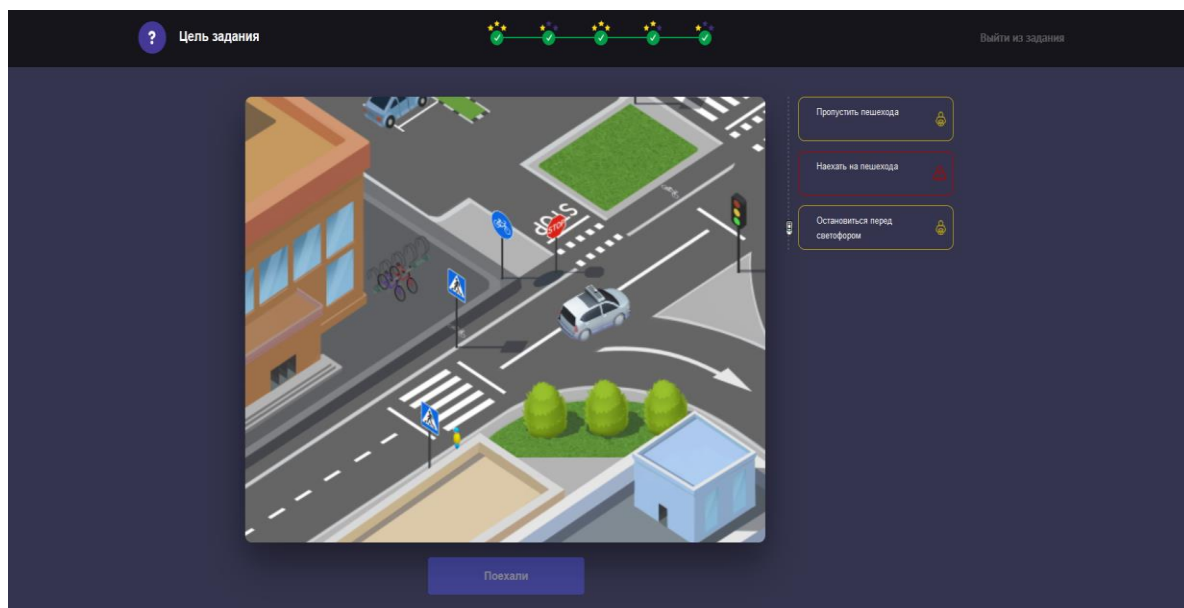 ? Цель задания
Выйти из задания
Пропустить пешехода
Наехать на пешехода
Остановиться перед
светофором
STOP
STOP
Поехали